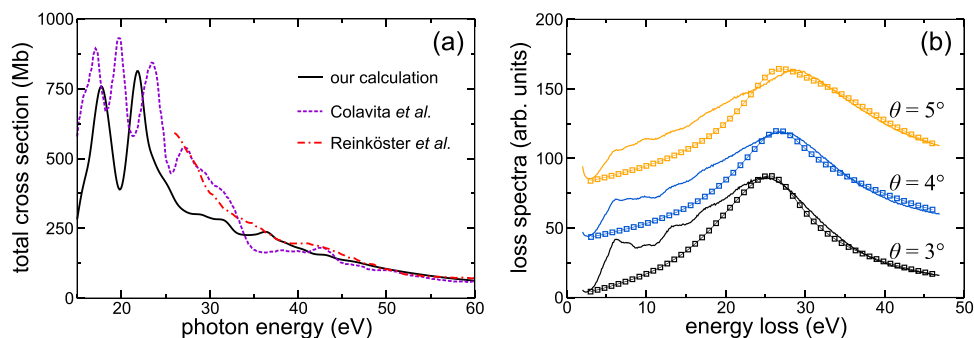 (a)
total cross section (Mb)
1000
750
500
250
0
our calculation
Colavita et al.
Reinköster et al.
20 30 40 50 60
photon energy (eV)
(b)
loss spectra (arb. units)
200
150
100
50
0
θ = 5°
θ = 4°
θ = 3°
0 10 20 30 40 50
energy loss (eV)